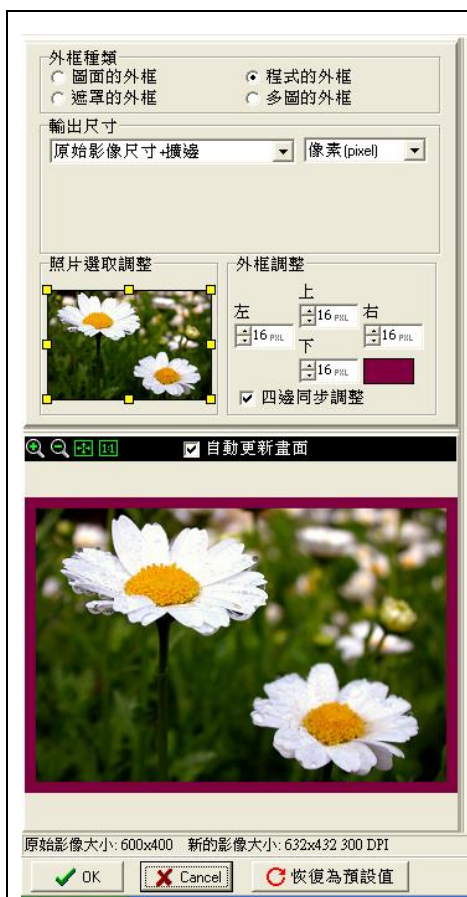 外框種類
圖面的外框 程式的外框
遮罩的外框 多圖的外框
輸出尺寸
原始影像尺寸+擴邊 像素(pixel)
照片選取調整 外框調整
上
左 16 PXL 右
16 PXL 下 16 PXL
16 PXL
四邊同步調整
1:1 自動更新畫面
原始影像大小: 600x400 新的影像大小: 632x432 300 DPI
OK Cancel 恢復為預設值